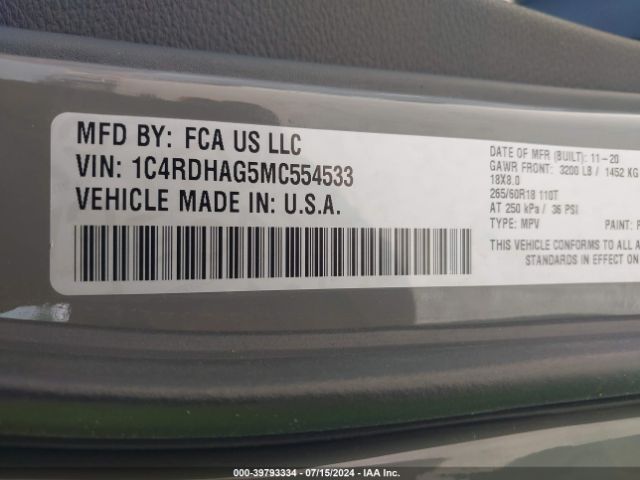 MFD BY: FCA US LLC
VIN: 1C4RDHAG5MC554533
VEHICLE MADE IN: U.S.A.
DATE OF MFR (BUILT): 11-20
GAWR FRONT: 3200 LB / 1452 KG
18X8.0
265/60R18 110T
AT 250 kPa / 36 PSI
TYPE: MPV PAINT:
THIS VEHICLE CONFORMS TO ALL A
STANDARDS IN EFFECT ON
000-39793334 - 07/15/2024 - IAA Inc.